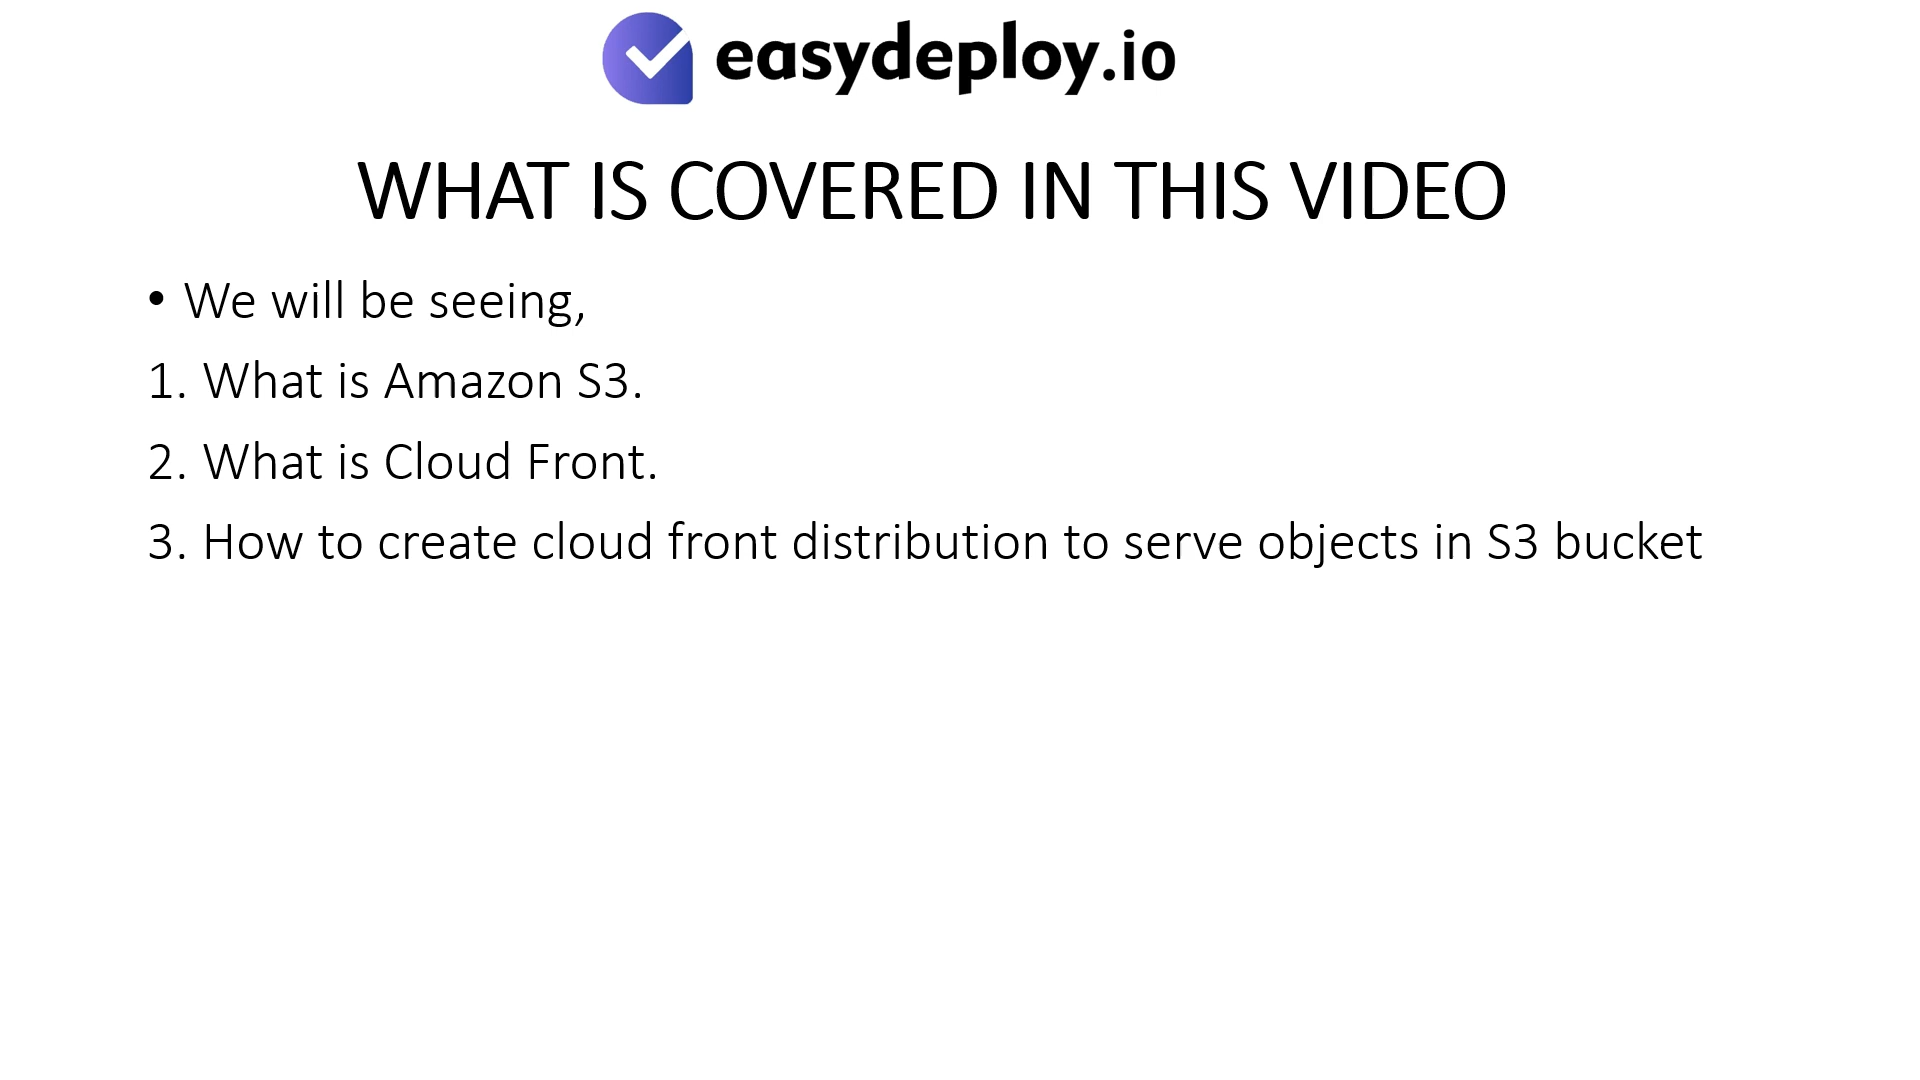 easydeploy.io
WHAT IS COVERED IN THIS VIDEO
• We will be seeing,
1. What is Amazon S3.
2. What is Cloud Front.
3. How to create cloud front distribution to serve objects in S3 bucket